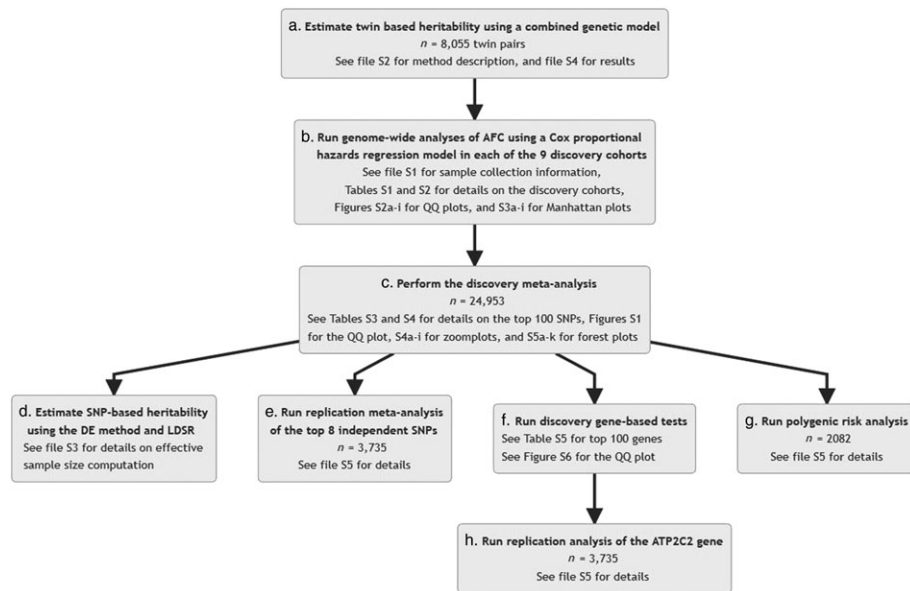 a. Estimate twin based heritability using a combined genetic model
n = 8,055 twin pairs
See file S2 for method description, and file S4 for results
b. Run genome-wide analyses of AFC using a Cox proportional
hazards regression model in each of the 9 discovery cohorts
See file S1 for sample collection information,
Tables S1 and S2 for details on the discovery cohorts,
Figures S2a-i for QQ plots, and S3a-i for Manhattan plots
c. Perform the discovery meta-analysis
n = 24,953
See Tables S3 and S4 for details on the top 100 SNPs, Figures S1
for the QQ plot, S4a-i for zoomplots, and S5a-k for forest plots
d. Estimate SNP-based heritability
using the DE method and LDSR
See file S3 for details on effective
sample size computation
e. Run replication meta-analysis
of the top 8 independent SNPs
n = 3,735
See file S5 for details
f. Run discovery gene-based tests
See Table S5 for top 100 genes
See Figure S6 for the QQ plot
g. Run polygenic risk analysis
n = 2082
See file S5 for details
h. Run replication analysis of the ATP2C2 gene
n = 3,735
See file S5 for details